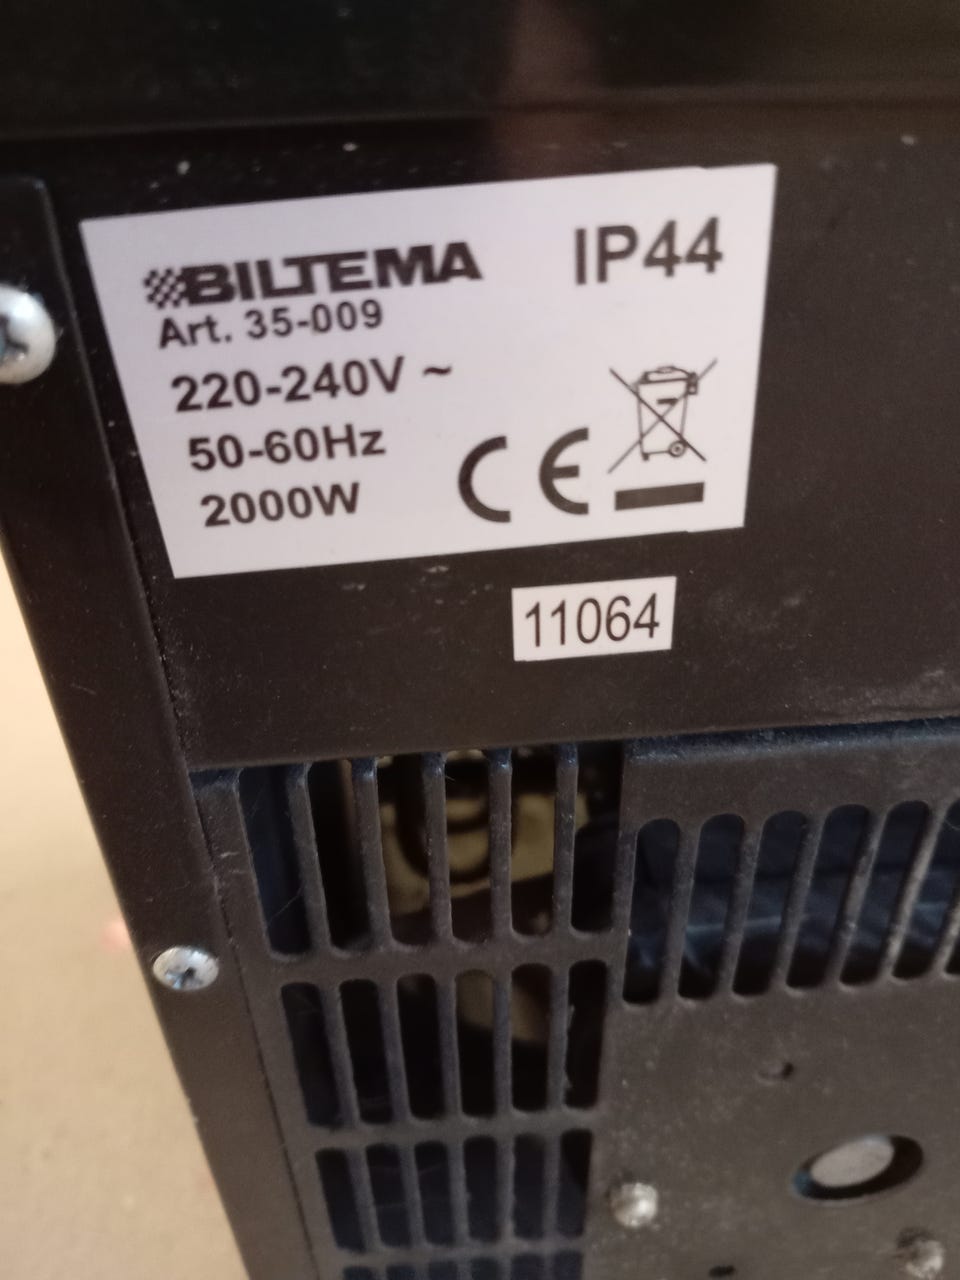 BILTEMA
IP44
Art. 35-009
220-240V ~
50-60Hz
2000W
CE
11064